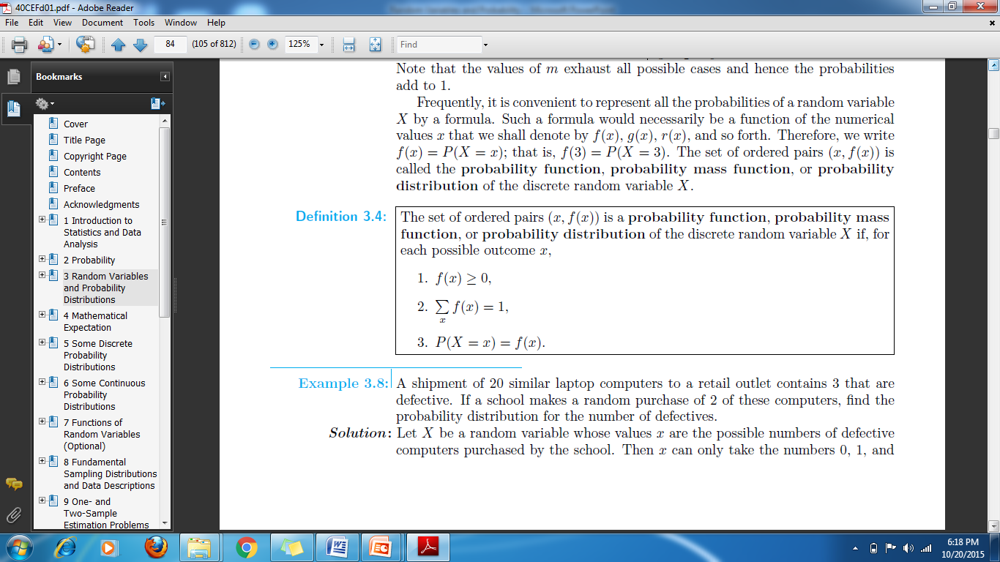 40CEFd01.pdf - Adobe Reader
File Edit View Document Tools Window Help
84 (105 of 812) 125% Find
Bookmarks
Cover
Title Page
Copyright Page
Contents
Preface
Acknowledgments
1 Introduction to
Statistics and Data
Analysis
2 Probability
3 Random Variables
and Probability
Distributions
4 Mathematical
Expectation
5 Some Discrete
Probability
Distributions
6 Some Continuous
Probability
Distributions
7 Functions of
Random Variables
(Optional)
8 Fundamental
Sampling Distributions
and Data Descriptions
9 One- and
Two-Sample
Estimation Problems
Note that the values of m exhaust all possible cases and hence the probabilities
add to 1.
Frequently, it is convenient to represent all the probabilities of a random variable
X by a formula. Such a formula would necessarily be a function of the numerical
values x that we shall denote by f(x), g(x), r(x), and so forth. Therefore, we write
f(x) = P(X = x); that is, f(3) = P(X = 3). The set of ordered pairs (x, f(x)) is
called the probability function, probability mass function, or probability
distribution of the discrete random variable X.
Definition 3.4: The set of ordered pairs (x, f(x)) is a probability function, probability mass
function, or probability distribution of the discrete random variable X if, for
each possible outcome x,
1. f(x) ≥ 0,
2. ∑ f(x) = 1,
x
3. P(X = x) = f(x).
Example 3.8: A shipment of 20 similar laptop computers to a retail outlet contains 3 that are
defective. If a school makes a random purchase of 2 of these computers, find the
probability distribution for the number of defectives.
Solution: Let X be a random variable whose values x are the possible numbers of defective
computers purchased by the school. Then x can only take the numbers 0, 1, and
6:18 PM
10/20/2015